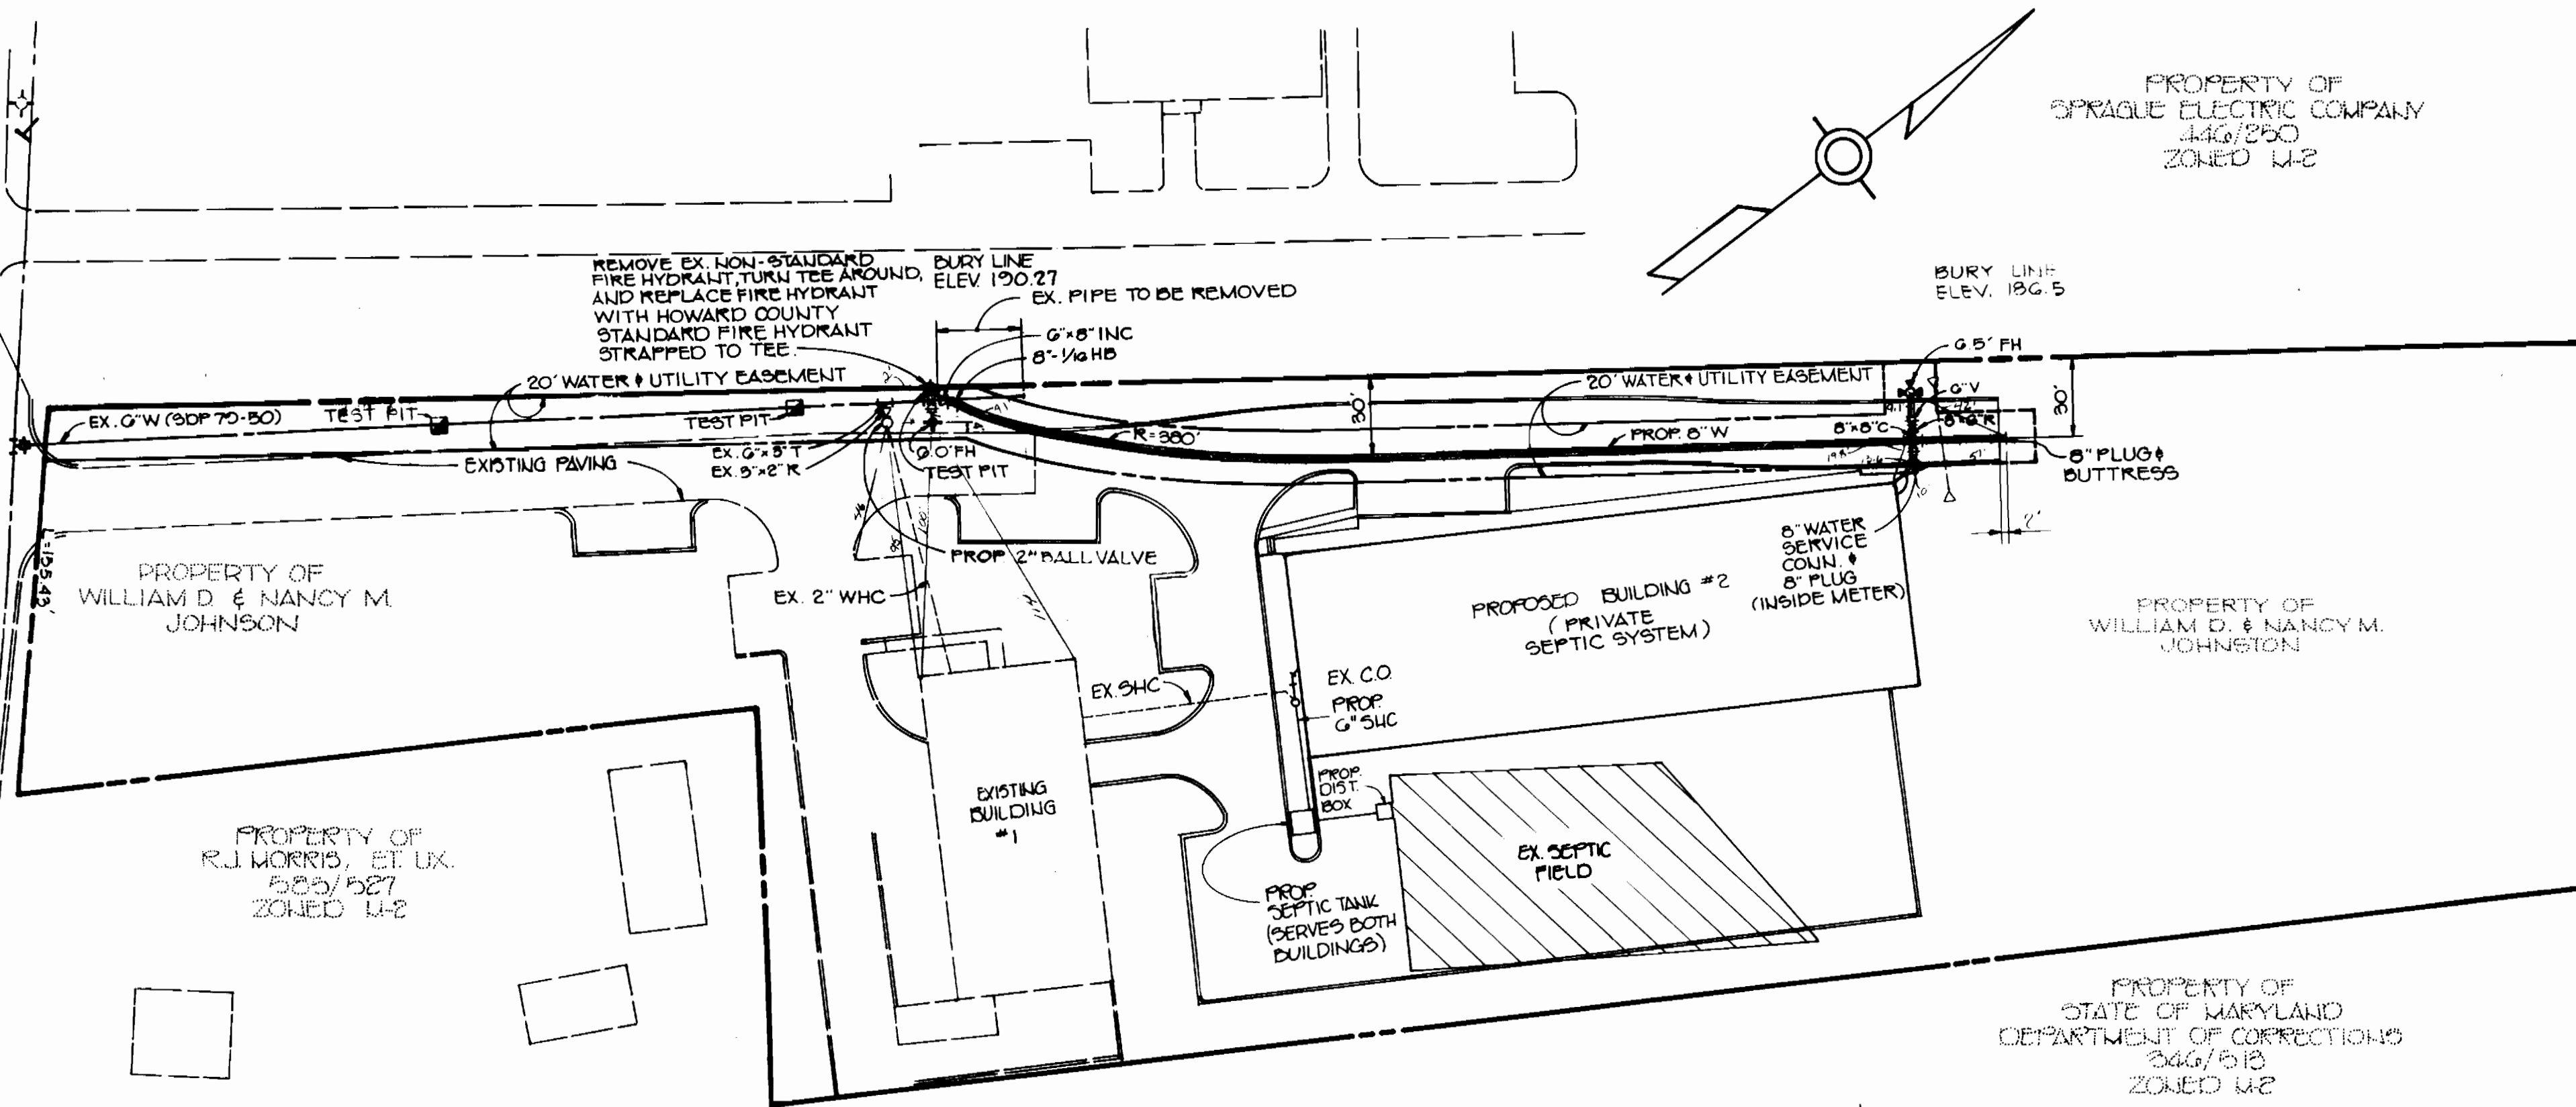 PROPERTY OF
SPRAGUE ELECTRIC COMPANY
446/250
ZONED M-2
REMOVE EX. NON-STANDARD
FIRE HYDRANT, TURN TEE AROUND,
AND REPLACE FIRE HYDRANT
WITH HOWARD COUNTY
STANDARD FIRE HYDRANT
STRAPPED TO TEE.
BURY LINE
ELEV. 190.27
EX. PIPE TO BE REMOVED
6"x8" INC
8"-1/16 HB
BURY LINE
ELEV. 186.5
6.5' FH
20' WATER & UTILITY EASEMENT
20' WATER & UTILITY EASEMENT
EX. 6"W (SDP 79-50)
TEST PIT
TEST PIT
R=380'
30'
PROP. 8" W
8"x8"C
6"V
8"x6"R
30'
EXISTING PAVING
EX. 6"x3" T
EX. 3"x2" R
6.0' FH
TEST PIT
8" PLUG &
BUTTRESS
51'
2'
PROP. 2" BALL VALVE
EX. 2" WHC
8" WATER
SERVICE
CONN. &
8" PLUG
(INSIDE METER)
L=155.43'
PROPERTY OF
WILLIAM D. & NANCY M.
JOHNSON
PROPOSED BUILDING #2
(PRIVATE
SEPTIC SYSTEM)
PROPERTY OF
WILLIAM D. & NANCY M.
JOHNSTON
EX. SHC
EX. C.O.
PROP.
6" SHC
EXISTING
BUILDING
#1
PROP.
DIST.
BOX
EX. SEPTIC
FIELD
PROP.
SEPTIC TANK
(SERVES BOTH
BUILDINGS)
PROPERTY OF
R.J. MORRIS, ET. UX.
585/527
ZONED M-2
PROPERTY OF
STATE OF MARYLAND
DEPARTMENT OF CORRECTIONS
346/518
ZONED M-2